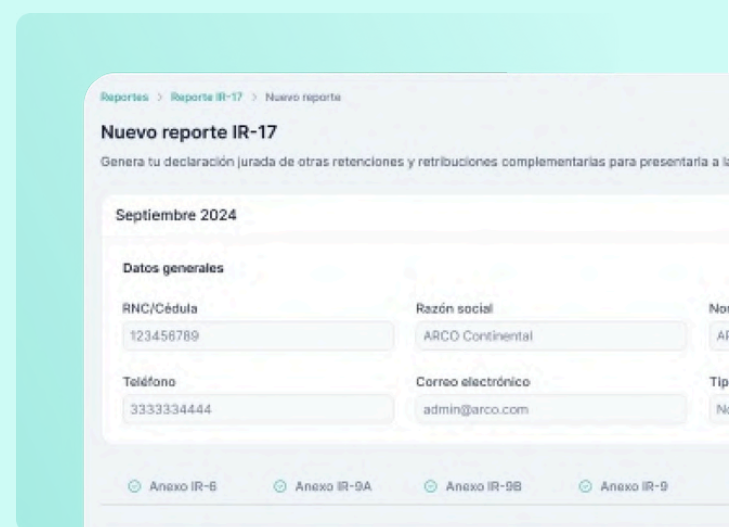 Reportes > Reporte IR-17 > Nuevo reporte
Nuevo reporte IR-17
Genera tu declaración jurada de otras retenciones y retribuciones complementarias para presentarla a la
Septiembre 2024
Datos generales
RNC/Cédula Razón social
123456789 ARCO Continental
Teléfono Correo electrónico
3333334444 admin@arco.com
Anexo IR-6 Anexo IR-9A Anexo IR-9B Anexo IR-9